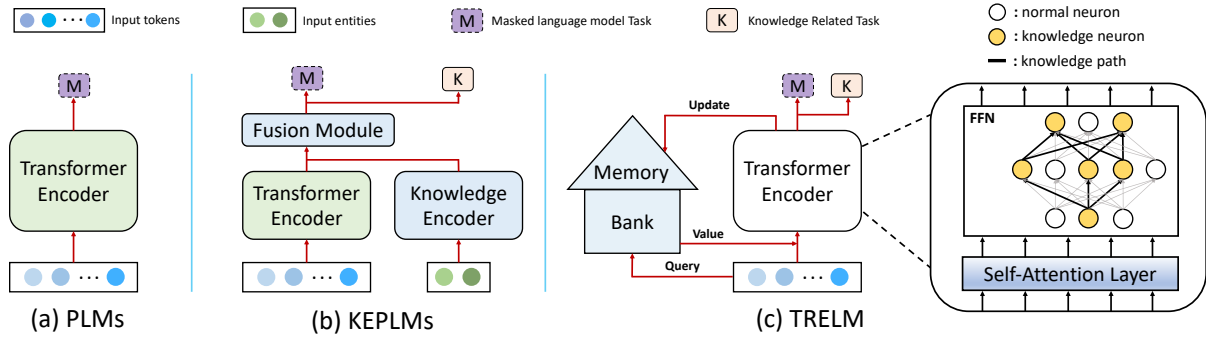 Input tokens
Input entities
M
Masked language model Task
K
Knowledge Related Task
: normal neuron
: knowledge neuron
: knowledge path
M
Transformer
Encoder
(a) PLMs
M
K
Fusion Module
Transformer
Encoder
Knowledge
Encoder
(b) KEPLMs
M
K
Update
Memory
Bank
Transformer
Encoder
Value
Query
(c) TRELM
FFN
Self-Attention Layer